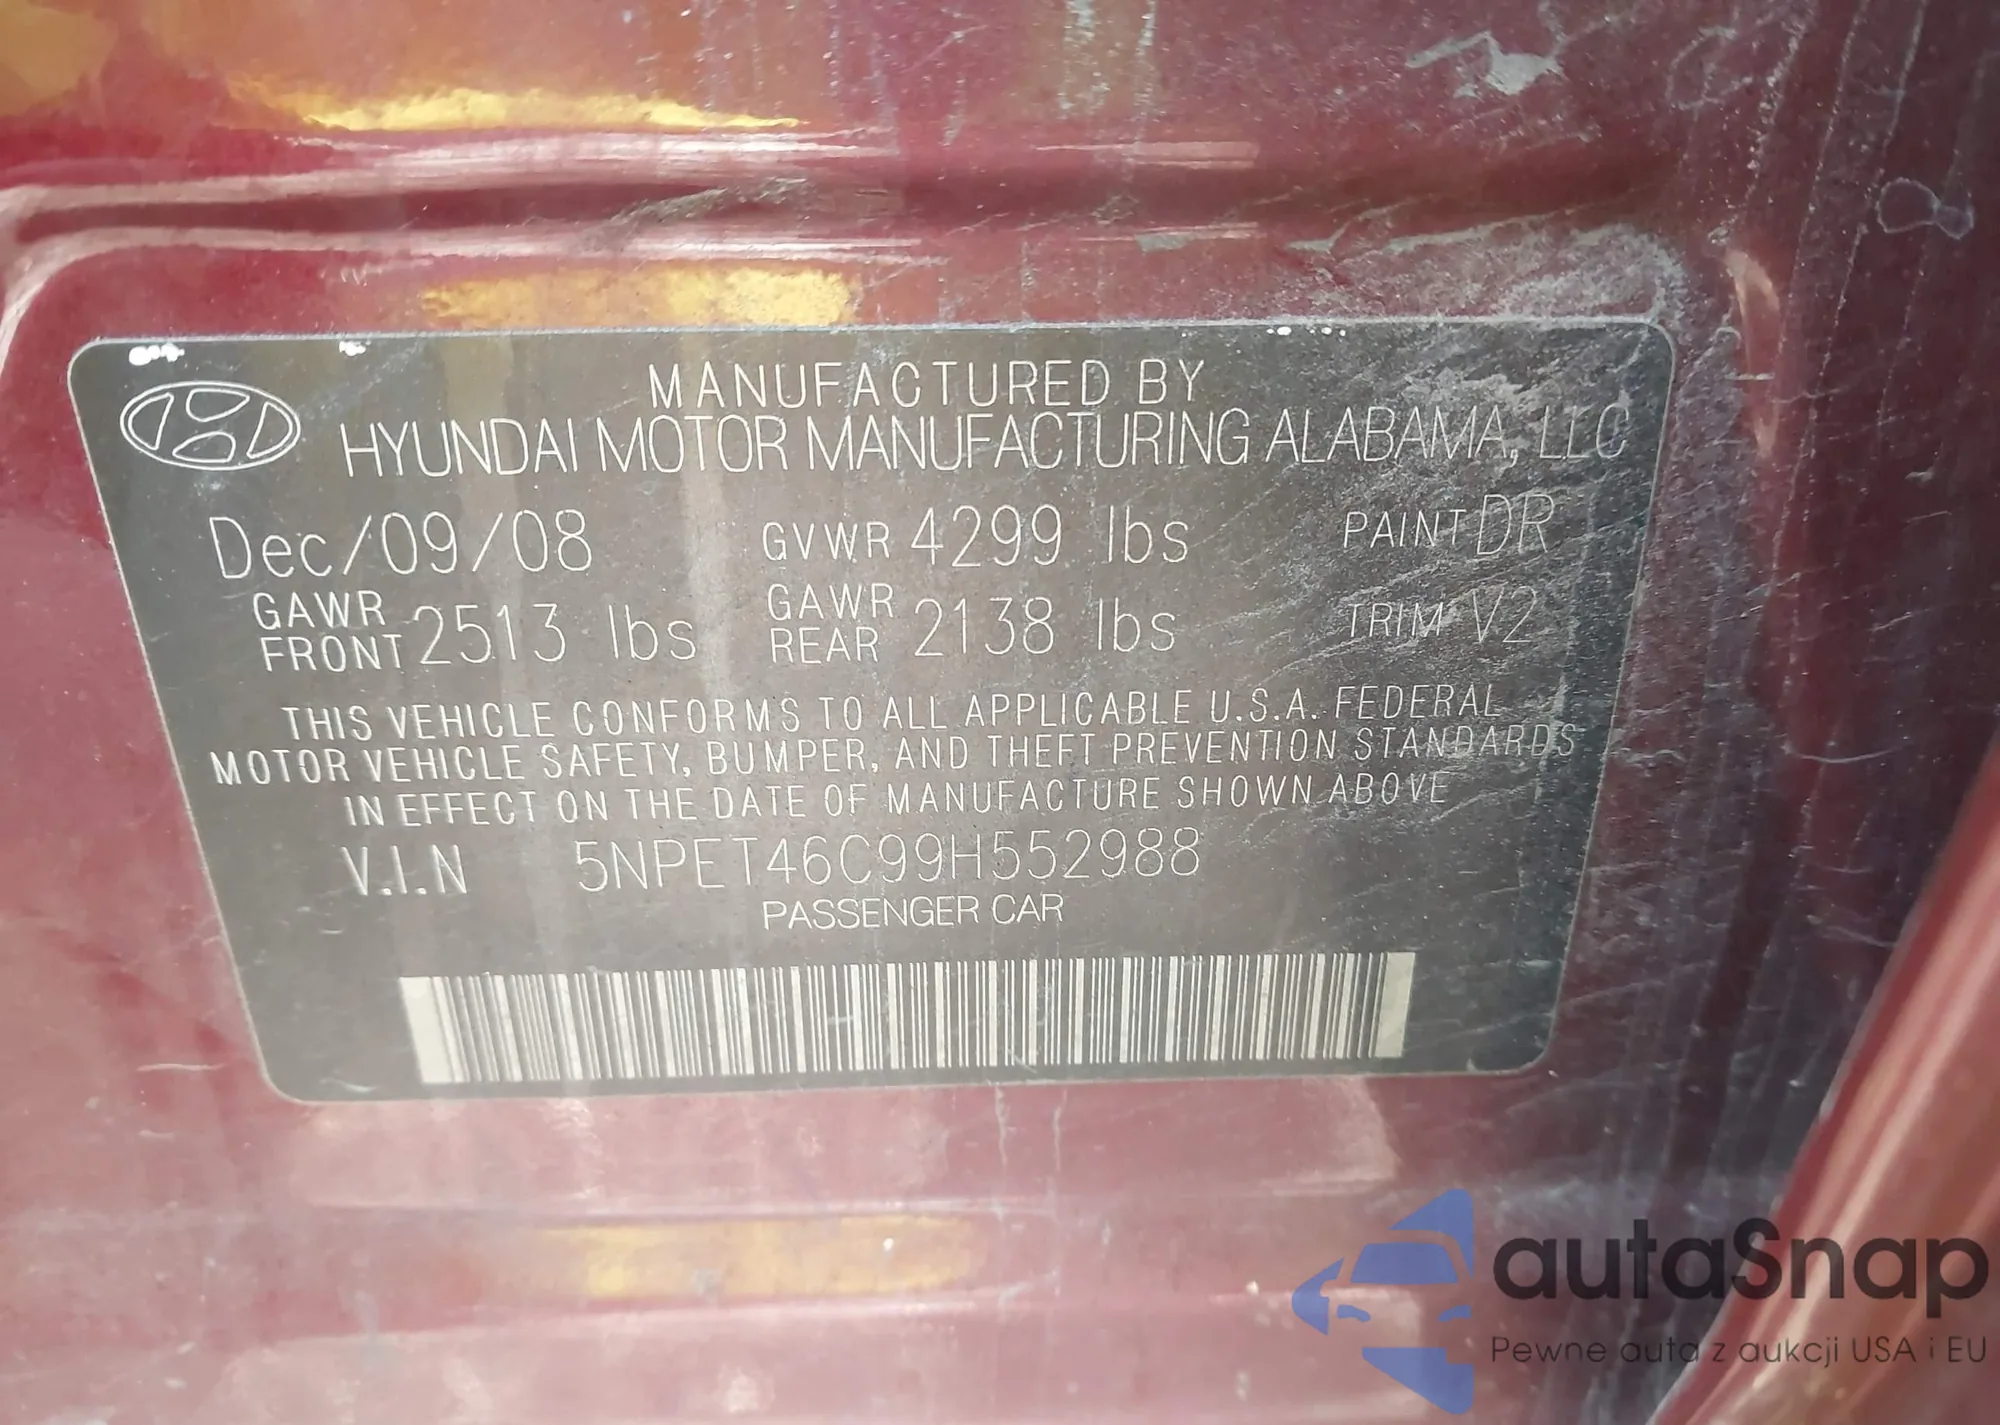 MANUFACTURED BY
HYUNDAI MOTOR MANUFACTURING ALABAMA, LLC
Dec/09/08 GVWR 4299 lbs PAINT DR
GAWR FRONT 2513 lbs GAWR REAR 2138 lbs TRIM V2
THIS VEHICLE CONFORMS TO ALL APPLICABLE U.S.A. FEDERAL
MOTOR VEHICLE SAFETY, BUMPER, AND THEFT PREVENTION STANDARDS
IN EFFECT ON THE DATE OF MANUFACTURE SHOWN ABOVE
V.I.N 5NPET46C99H552988
PASSENGER CAR
autaSnap
Pewne auta z aukcji USA i EU